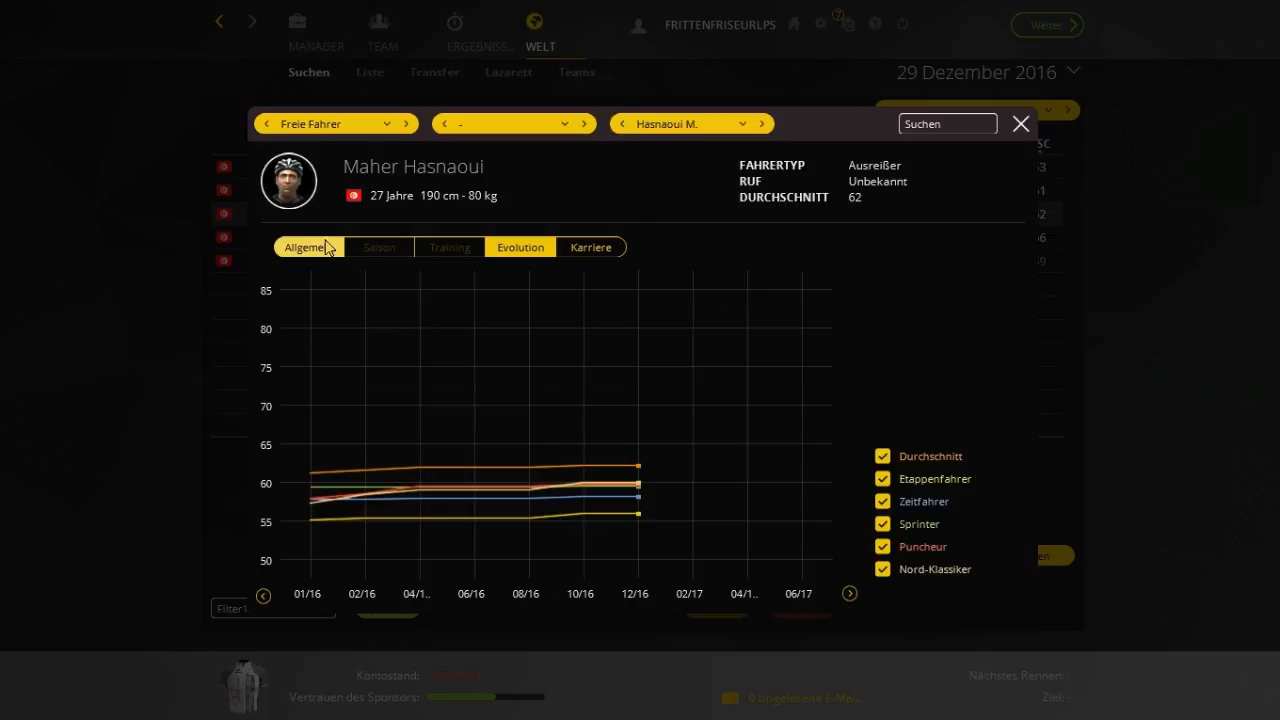 FRITTENFRISEURLPS
Weiter
MANAGER TEAM ERGEBNISS.. WELT
Suchen Liste Transfer Lazarett Teams
29 Dezember 2016
Freie Fahrer - Hasnaoui M. Suchen
Maher Hasnaoui
27 Jahre 190 cm - 80 kg
FAHRERTYP Ausreißer
RUF Unbekannt
DURCHSCHNITT 62
Allgeme Saison Training Evolution Karriere
85
80
75
70
65
60
55
50
01/16 02/16 04/1.. 06/16 08/16 10/16 12/16 02/17 04/1.. 06/17
Durchschnitt
Etappenfahrer
Zeitfahrer
Sprinter
Puncheur
Nord-Klassiker
Filter1
Kontostand:
Vertrauen des Sponsors:
0 ungelesene E-Mai..
Nächstes Rennen: -
Ziel: -